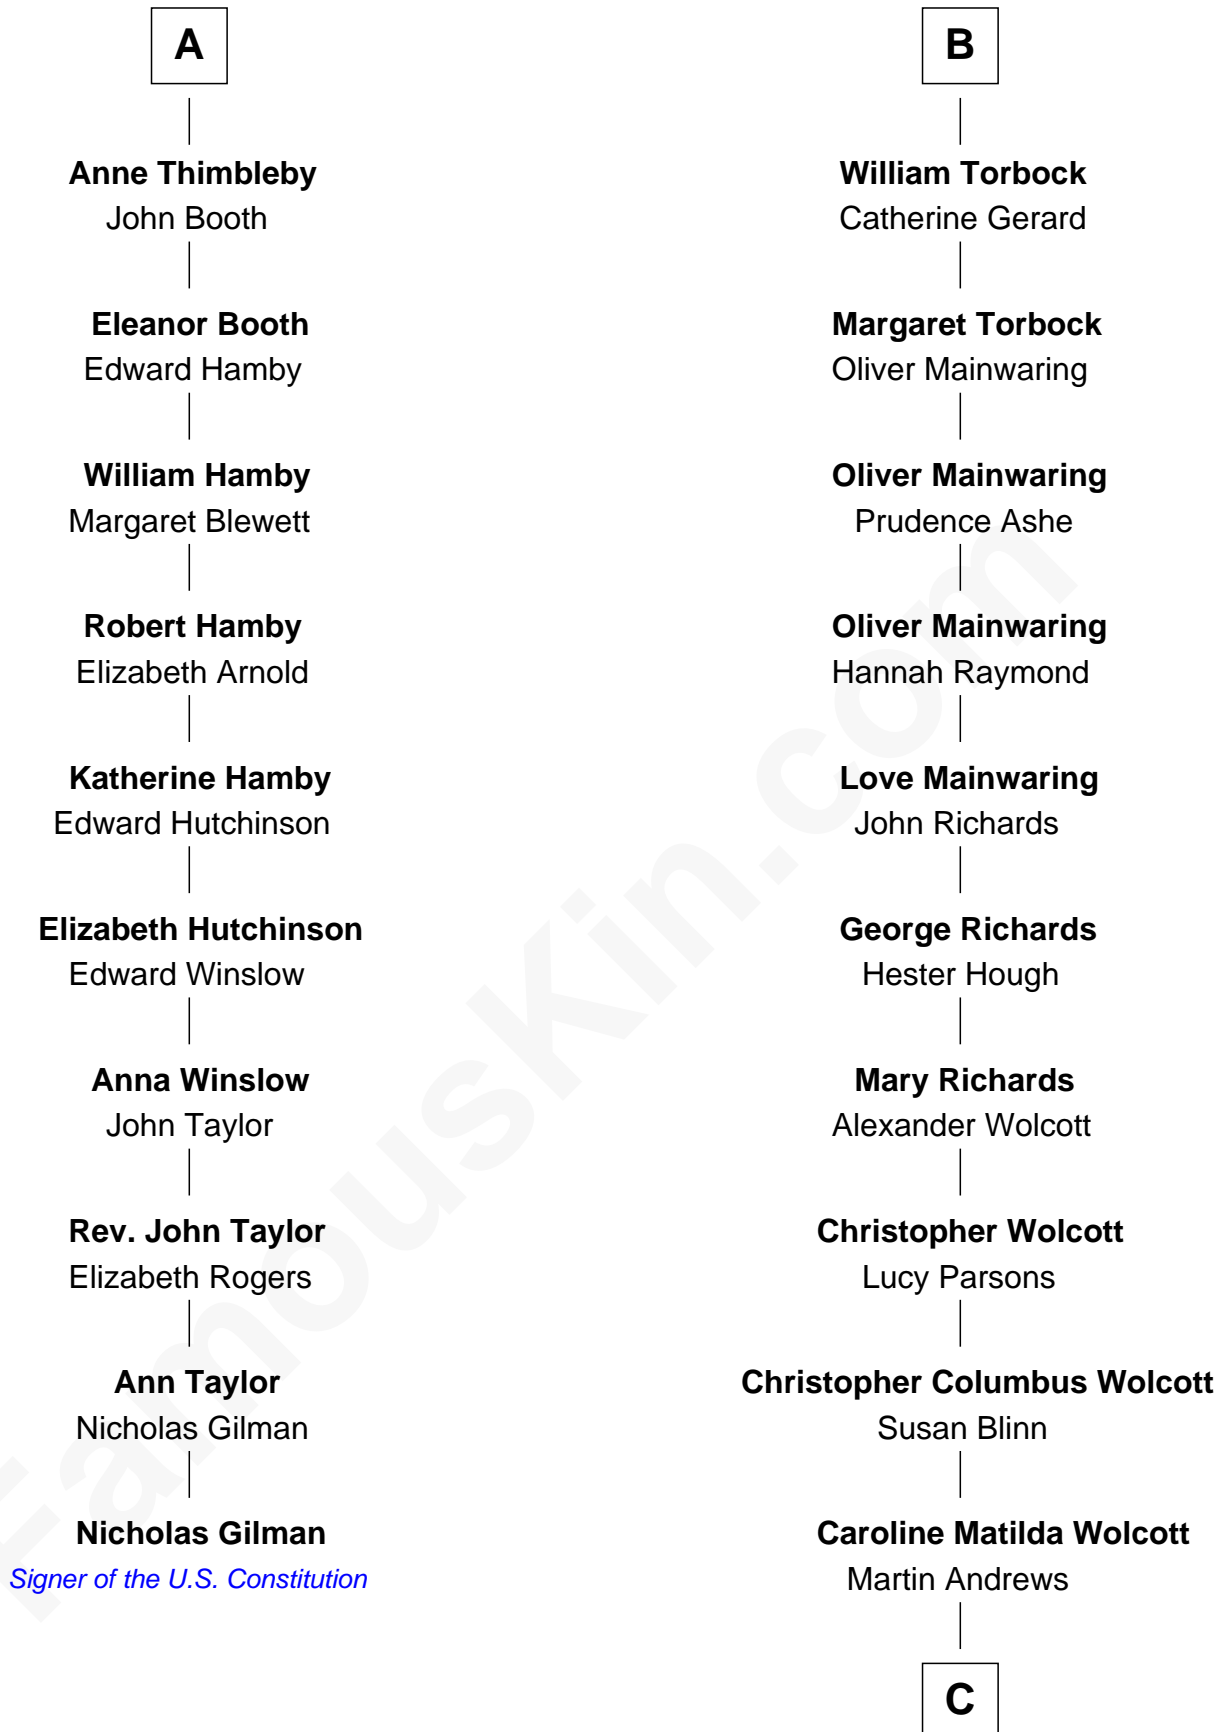 A
Anne Thimbleby
John Booth
Eleanor Booth
Edward Hamby
William Hamby
Margaret Blewett
Robert Hamby
Elizabeth Arnold
Katherine Hamby
Edward Hutchinson
Elizabeth Hutchinson
Edward Winslow
Anna Winslow
John Taylor
Rev. John Taylor
Elizabeth Rogers
Ann Taylor
Nicholas Gilman
Nicholas Gilman
Signer of the U.S. Constitution
B
William Torbock
Catherine Gerard
Margaret Torbock
Oliver Mainwaring
Oliver Mainwaring
Prudence Ashe
Oliver Mainwaring
Hannah Raymond
Love Mainwaring
John Richards
George Richards
Hester Hough
Mary Richards
Alexander Wolcott
Christopher Wolcott
Lucy Parsons
Christopher Columbus Wolcott
Susan Blinn
Caroline Matilda Wolcott
Martin Andrews
C
FamousKin.com